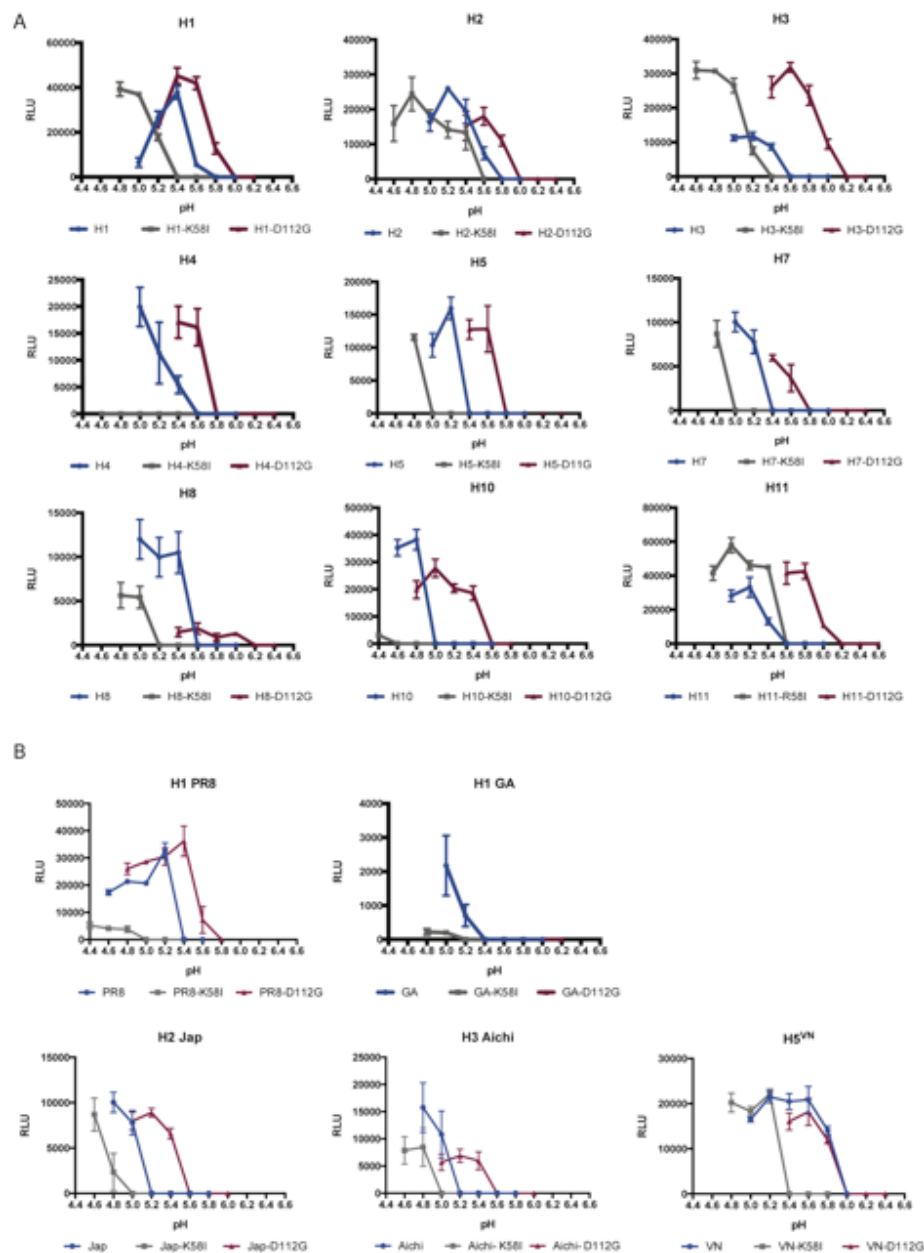 A
H1
H2
H3
RLU
60000
40000
20000
0
4.4 4.6 4.8 5.0 5.2 5.4 5.6 5.8 6.0 6.2 6.4 6.6
pH
H1 H1-K58I H1-D112G
RLU
40000
30000
20000
10000
0
4.4 4.6 4.8 5.0 5.2 5.4 5.6 5.8 6.0 6.2 6.4 6.6
pH
H2 H2-K58I H2-D112G
RLU
40000
30000
20000
10000
0
4.4 4.6 4.8 5.0 5.2 5.4 5.6 5.8 6.0 6.2 6.4 6.6
pH
H3 H3-K58I H3-D112G
H4
H5
H7
RLU
25000
20000
15000
10000
5000
0
4.4 4.6 4.8 5.0 5.2 5.4 5.6 5.8 6.0 6.2 6.4 6.6
pH
H4 H4-K58I H4-D112G
RLU
20000
15000
10000
5000
0
4.4 4.6 4.8 5.0 5.2 5.4 5.6 5.8 6.0 6.2 6.4 6.6
pH
H5 H5-K58I H5-D11G
RLU
15000
10000
5000
0
4.4 4.6 4.8 5.0 5.2 5.4 5.6 5.8 6.0 6.2 6.4 6.6
pH
H7 H7-K58I H7-D112G
H8
H10
H11
RLU
15000
10000
5000
0
4.4 4.6 4.8 5.0 5.2 5.4 5.6 5.8 6.0 6.2 6.4 6.6
pH
H8 H8-K58I H8-D112G
RLU
50000
40000
30000
20000
10000
0
4.4 4.6 4.8 5.0 5.2 5.4 5.6 5.8 6.0 6.2 6.4 6.6
pH
H10 H10-K58I H10-D112G
RLU
80000
60000
40000
20000
0
4.4 4.6 4.8 5.0 5.2 5.4 5.6 5.8 6.0 6.2 6.4 6.6
pH
H11 H11-R58I H11-D112G
B
H1 PR8
H1 GA
RLU
50000
40000
30000
20000
10000
0
4.4 4.6 4.8 5.0 5.2 5.4 5.6 5.8 6.0 6.2 6.4 6.6
pH
PR8 PR8-K58I PR8-D112G
RLU
4000
3000
2000
1000
0
4.4 4.6 4.8 5.0 5.2 5.4 5.6 5.8 6.0 6.2 6.4 6.6
pH
GA GA-K58I GA-D112G
H2 Jap
H3 Aichi
H5VN
RLU
15000
10000
5000
0
4.4 4.6 4.8 5.0 5.2 5.4 5.6 5.8 6.0 6.2 6.4 6.6
pH
Jap Jap-K58I Jap-D112G
RLU
25000
20000
15000
10000
5000
0
4.4 4.6 4.8 5.0 5.2 5.4 5.6 5.8 6.0 6.2 6.4 6.6
pH
Aichi Aichi- K58I Aichi- D112G
RLU
30000
20000
10000
0
4.4 4.6 4.8 5.0 5.2 5.4 5.6 5.8 6.0 6.2 6.4 6.6
pH
VN VN-K58I VN-D112G